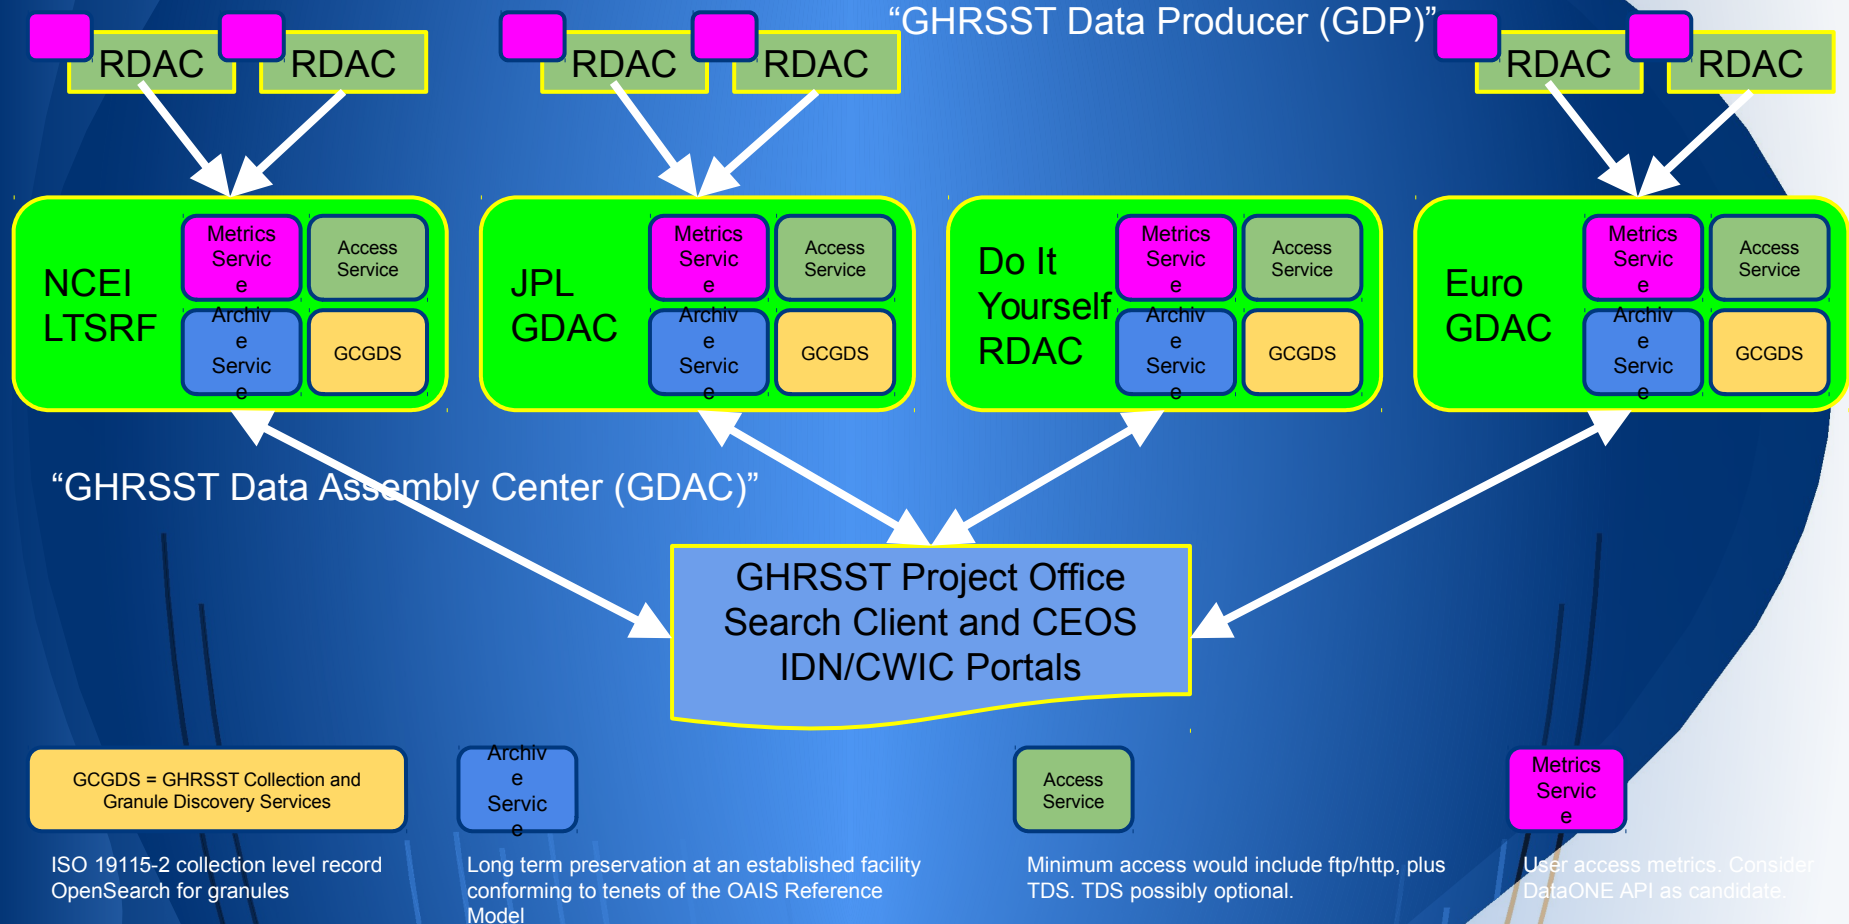 “GHRSST Data Producer (GDP)”
RDAC
RDAC
RDAC
RDAC
RDAC
RDAC
NCEI
LTSRF
Metrics
Servic
e
Access
Service
Archiv
e
Servic
e
GCGDS
JPL
GDAC
Metrics
Servic
e
Access
Service
Archiv
e
Servic
e
GCGDS
Do It
Yourself
RDAC
Metrics
Servic
e
Access
Service
Archiv
e
Servic
e
GCGDS
Euro
GDAC
Metrics
Servic
e
Access
Service
Archiv
e
Servic
e
GCGDS
“GHRSST Data Assembly Center (GDAC)”
GHRSST Project Office
Search Client and CEOS
IDN/CWIC Portals
GCGDS = GHRSST Collection and
Granule Discovery Services
ISO 19115-2 collection level record
OpenSearch for granules
Archiv
e
Servic
e
Long term preservation at an established facility
conforming to tenets of the OAIS Reference
Model
Access
Service
Minimum access would include ftp/http, plus
TDS. TDS possibly optional.
Metrics
Servic
e
User access metrics. Consider
DataONE API as candidate.